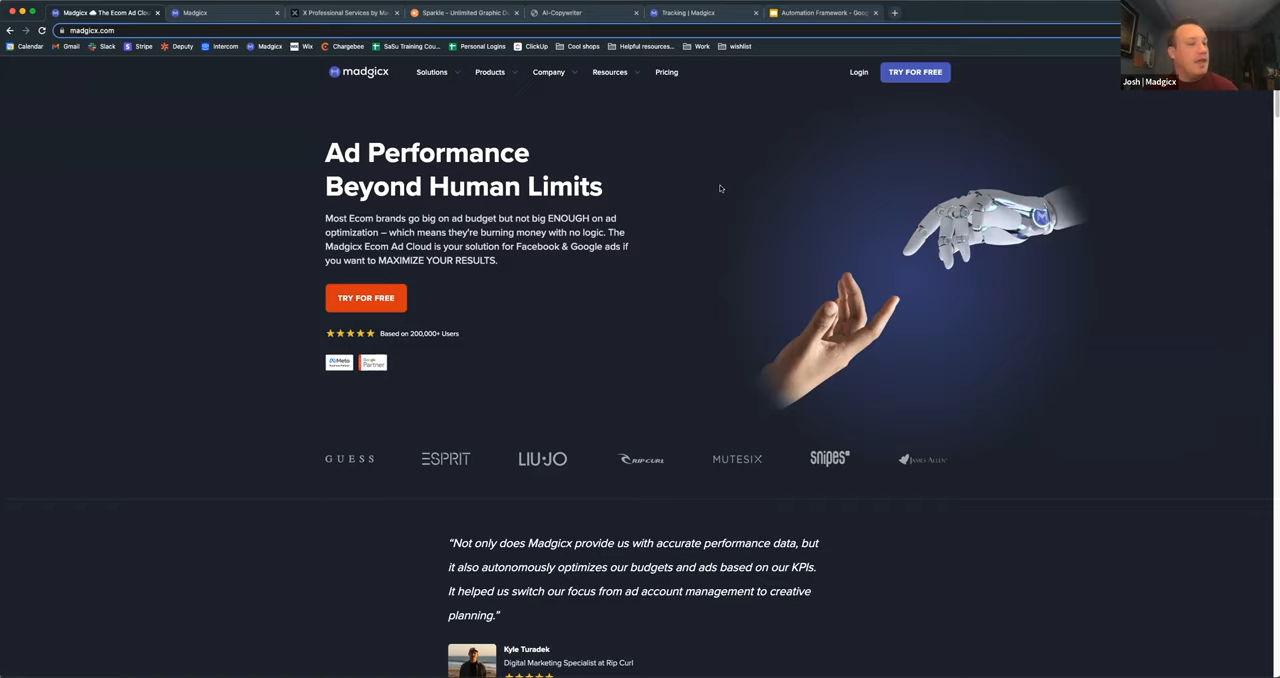 Madgicx ☁ The Ecom Ad Clou
Madgicx
X Professional Services by Ma
Sparkle - Unlimited Graphic D
AI-Copywriter
Tracking | Madgicx
Automation Framework - Goog
madgicx.com
Calendar
Gmail
Slack
Stripe
Deputy
Intercom
Madgicx
Wix
Chargebee
SaSu Training Cou...
Personal Logins
ClickUp
Cool shops
Helpful resources...
Work
wishlist
Josh | Madgicx
madgicx
Solutions
Products
Company
Resources
Pricing
Login
TRY FOR FREE
Ad Performance
Beyond Human Limits
Most Ecom brands go big on ad budget but not big ENOUGH on ad
optimization – which means they're burning money with no logic. The
Madgicx Ecom Ad Cloud is your solution for Facebook & Google ads if
you want to MAXIMIZE YOUR RESULTS.
TRY FOR FREE
Based on 200,000+ Users
Meta
Google
Partner
GUESS
ESPRIT
LIU·JO
RIP CURL
MUTESIX
SNIPES
JAMES ALLEN
“Not only does Madgicx provide us with accurate performance data, but
it also autonomously optimizes our budgets and ads based on our KPIs.
It helped us switch our focus from ad account management to creative
planning.”
Kyle Turadek
Digital Marketing Specialist at Rip Curl